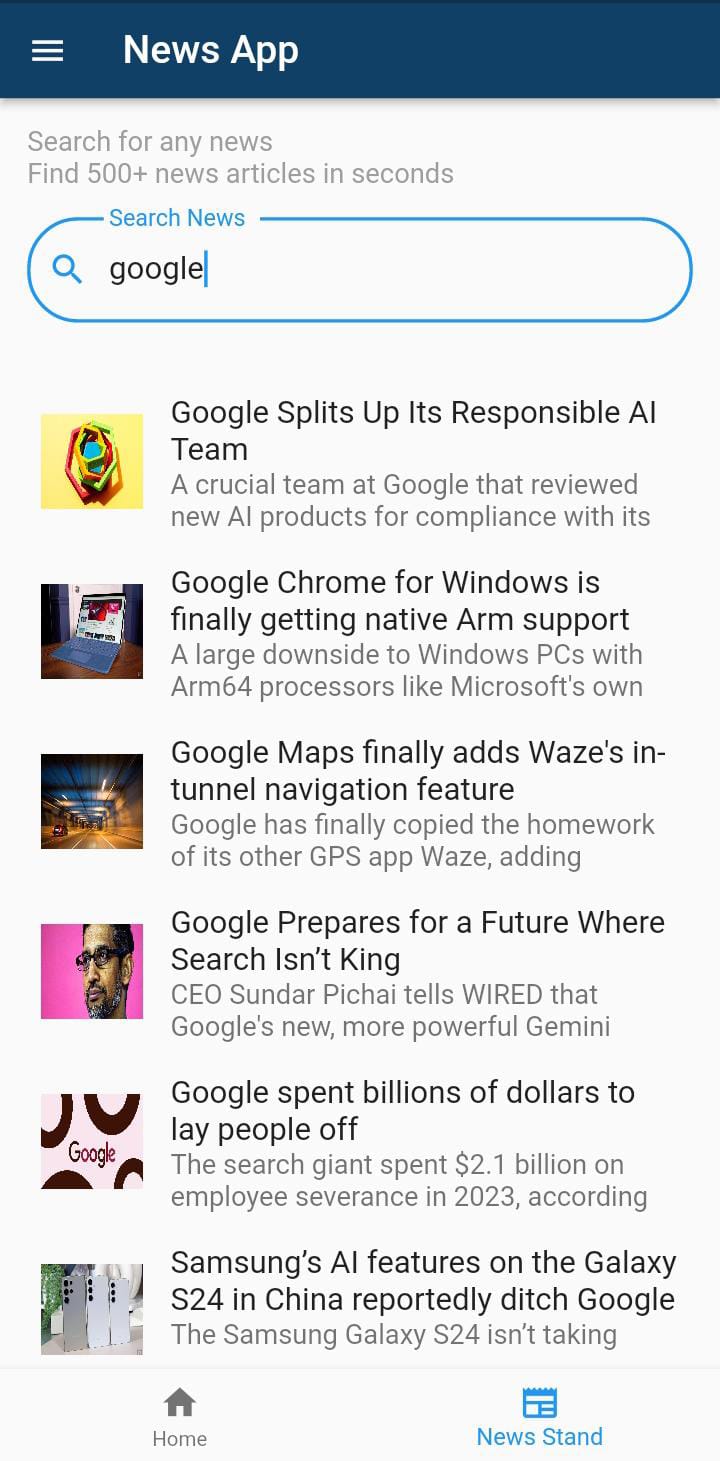 News App
Search for any news
Find 500+ news articles in seconds
Search News
google
Google Splits Up Its Responsible AI
Team
A crucial team at Google that reviewed
new AI products for compliance with its
Google Chrome for Windows is
finally getting native Arm support
A large downside to Windows PCs with
Arm64 processors like Microsoft's own
Google Maps finally adds Waze's in-
tunnel navigation feature
Google has finally copied the homework
of its other GPS app Waze, adding
Google Prepares for a Future Where
Search Isn’t King
CEO Sundar Pichai tells WIRED that
Google's new, more powerful Gemini
Google spent billions of dollars to
lay people off
Google
The search giant spent $2.1 billion on
employee severance in 2023, according
Samsung’s AI features on the Galaxy
S24 in China reportedly ditch Google
The Samsung Galaxy S24 isn’t taking
Home
News Stand